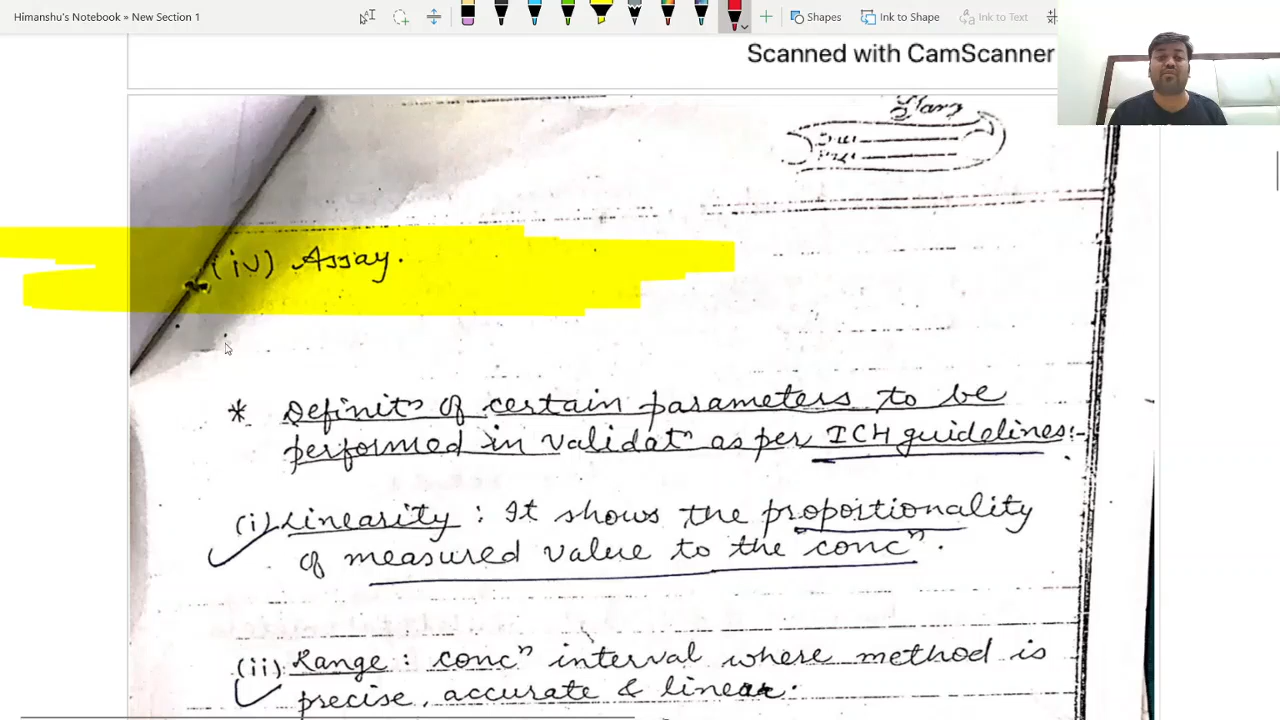 Himanshu's Notebook » New Section 1
Shapes
Ink to Shape
Ink to Text
Scanned with CamScanner
(iv) Assay.
* Definitⁿ of certain parameters to be
performed in validatⁿ as per ICH guidelines:-
(i) Linearity : It shows the proportionality
of measured value to the concⁿ.
(ii) Range : concⁿ interval where method is
precise, accurate & linear.